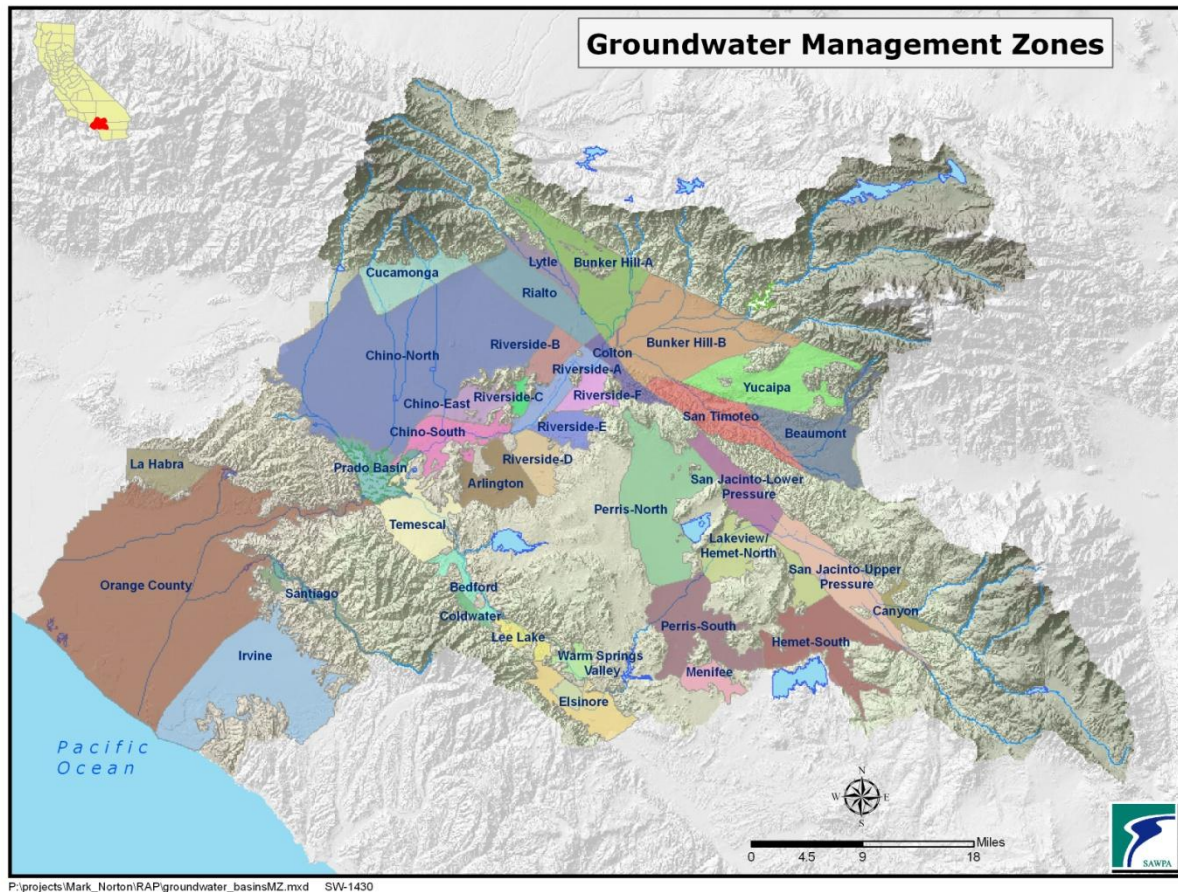 Groundwater Management Zones
Lytle
Bunker Hill-A
Cucamonga
Rialto
Riverside-B
Colton
Bunker Hill-B
Chino-North
Riverside-A
Yucaipa
Riverside-C
Riverside-F
Chino-East
San Timoteo
Chino-South
Riverside-E
Beaumont
La Habra
Prado Basin
Riverside-D
Arlington
San Jacinto-Lower
Pressure
Perris-North
Temescal
Lakeview/
Hemet-North
Orange County
Santiago
Bedford
San Jacinto-Upper
Pressure
Coldwater
Canyon
Lee Lake
Perris-South
Hemet-South
Irvine
Warm Springs
Valley
Menifee
Elsinore
Pacific
Ocean
N
W
E
S
Miles
0
4.5
9
18
SAWPA
P:\projects\Mark_Norton\RAP\groundwater_basinsMZ.mxd SW-1430